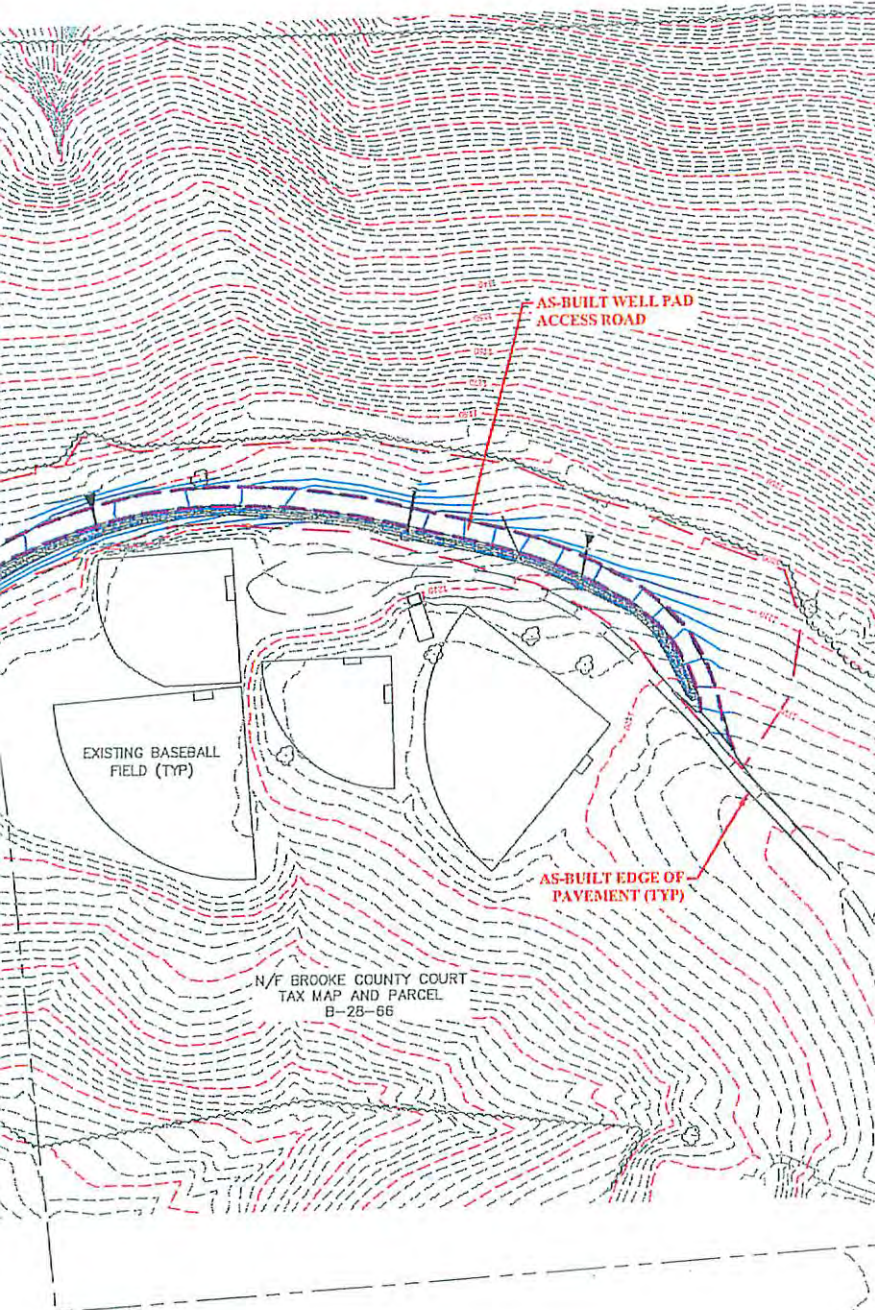 AS-BUILT WELL PAD
ACCESS ROAD
EXISTING BASEBALL
FIELD (TYP)
AS-BUILT EDGE OF
PAVEMENT (TYP)
N/F BROOKE COUNTY COURT
TAX MAP AND PARCEL
B-28-66